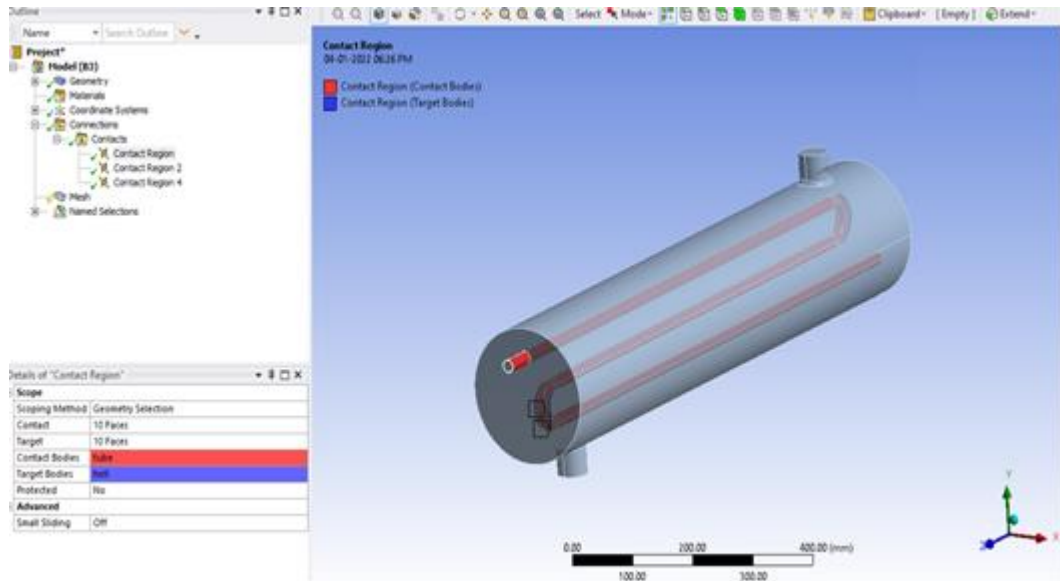 Outline
Name
Search Outline
Project*
Model (B3)
Geometry
Materials
Coordinate Systems
Connections
Contacts
Contact Region
Contact Region 2
Contact Region 4
Mesh
Named Selections
Select
Mode
Clipboard
[Empty]
Extend
Contact Region
06:26 PM
Contact Region (Contact Bodies)
Contact Region (Target Bodies)
Details of "Contact Region"
Scope
Scoping Method Geometry Selection
Contact 10 Faces
Target 10 Faces
Contact Bodies tube
Target Bodies
Protected No
Advanced
Small Sliding Off
0.00 200.00 400.00 (mm)
100.00 300.00
Y
X
Z